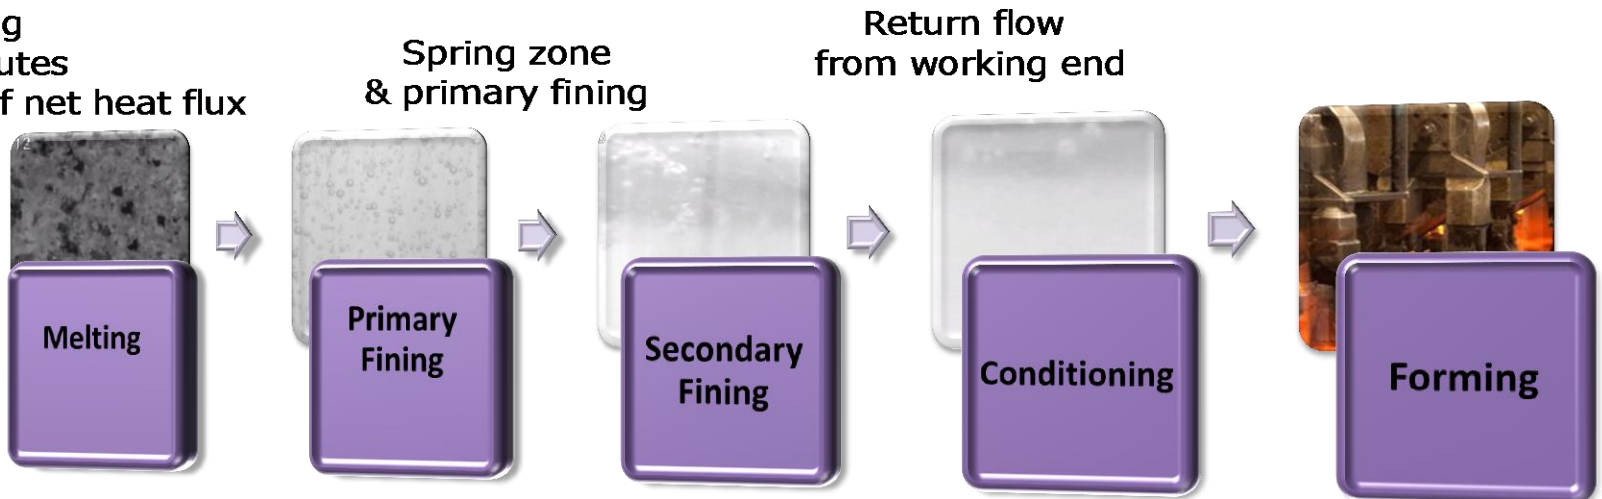 g
utes
f net heat flux
Spring zone
& primary fining
Return flow
from working end
12
Melting
Primary
Fining
Secondary
Fining
Conditioning
Forming